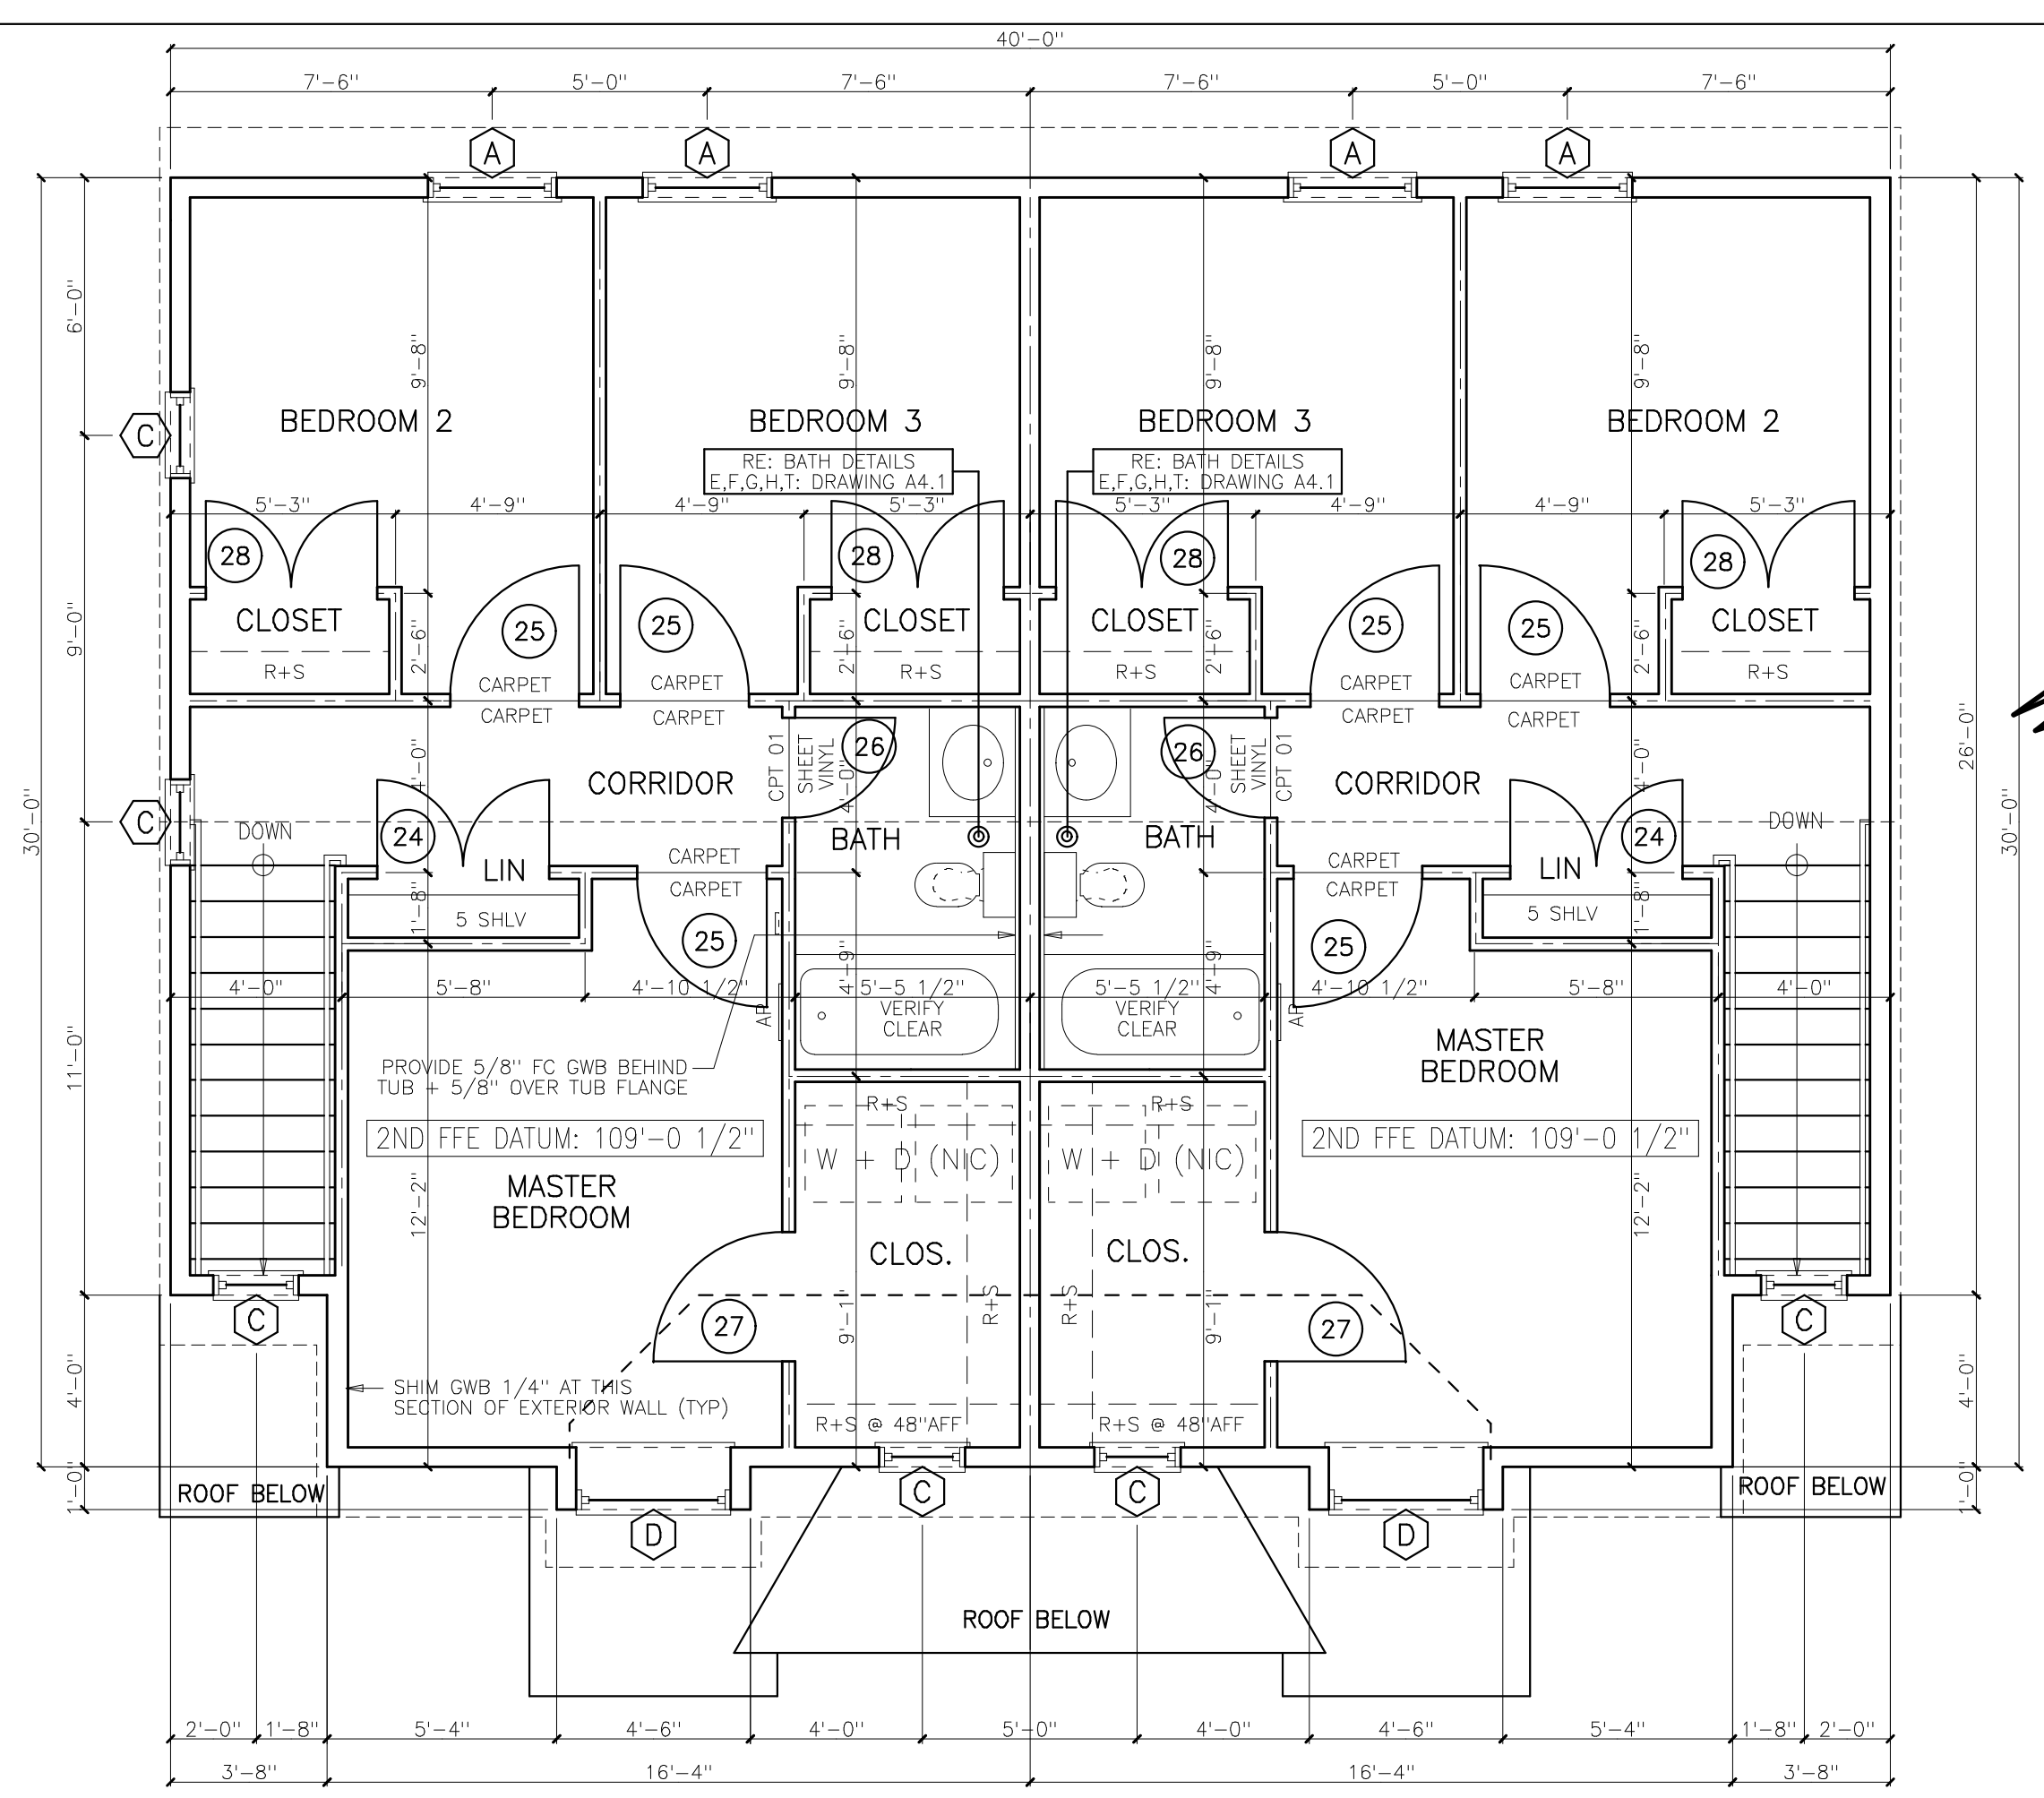 40'-0"
7'-6" 5'-0" 7'-6" 7'-6" 5'-0" 7'-6"
A A A A
6'-0"
9'-8" 9'-8" 9'-8" 9'-8"
BEDROOM 2 BEDROOM 3 BEDROOM 3 BEDROOM 2
C
RE: BATH DETAILS
E,F,G,H,T: DRAWING A4.1
RE: BATH DETAILS
E,F,G,H,T: DRAWING A4.1
5'-3" 4'-9" 4'-9" 5'-3" 5'-3" 4'-9" 4'-9" 5'-3"
28 28 28 28
9'-0"
CLOSET 25 25 CLOSET CLOSET 25 25 CLOSET
2'-6" 2'-6" 2'-6" 2'-6"
R+S R+S R+S R+S
CARPET CARPET CARPET CARPET
CARPET CARPET CARPET CARPET
26'-0"
26 26
CPT 01 SHEET
VINYL
SHEET
VINYL CPT 01
4'-0" 4'-0" 4'-0" 4'-0"
CORRIDOR CORRIDOR
30'-0" 30'-0"
C DOWN 24 BATH BATH 24 DOWN
LIN CARPET CARPET LIN
CARPET CARPET
1'-8" 5 SHLV 5 SHLV 1'-8"
25 25
4'-9" 4'-9"
4'-0" 5'-8" 4'-10 1/2" 5'-5 1/2" 5'-5 1/2" 4'-10 1/2" 5'-8" 4'-0"
VERIFY
CLEAR
VERIFY
CLEAR
AP AP
11'-0"
MASTER
BEDROOM
PROVIDE 5/8" FC GWB BEHIND
TUB + 5/8" OVER TUB FLANGE
R+S R+S
2ND FFE DATUM: 109'-0 1/2" 2ND FFE DATUM: 109'-0 1/2"
W + D (NIC) W + D (NIC)
MASTER
BEDROOM
12'-2" 12'-2"
CLOS. CLOS.
R+S R+S
9'-1" 9'-1"
C 27 27 C
4'-0" 4'-0"
SHIM GWB 1/4" AT THIS
SECTION OF EXTERIOR WALL (TYP)
R+S @ 48"AFF R+S @ 48"AFF
1'-0" 1'-0"
ROOF BELOW C C ROOF BELOW
D D
ROOF BELOW
2'-0" 1'-8" 5'-4" 4'-6" 4'-0" 5'-0" 4'-0" 4'-6" 5'-4" 1'-8" 2'-0"
3'-8" 16'-4" 16'-4" 3'-8"